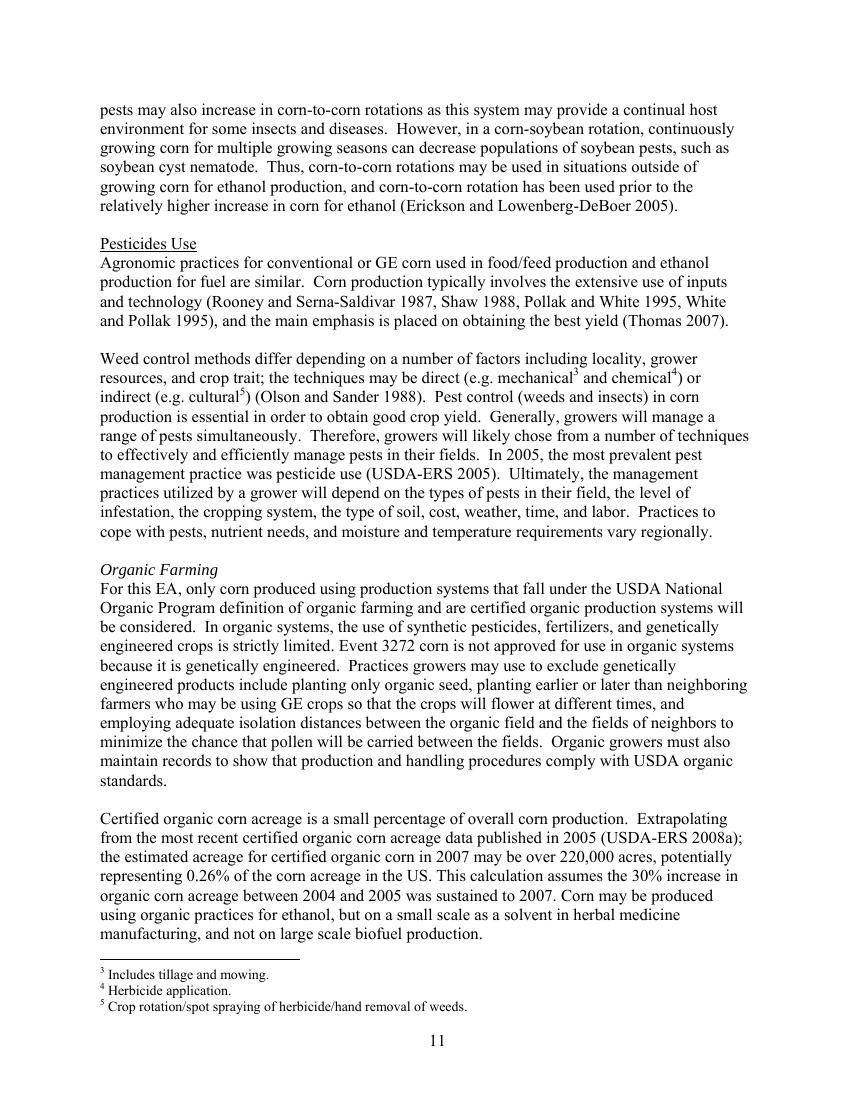 pests may also increase in corn-to-corn rotations as this system may provide a continual host
environment for some insects and diseases.  However, in a corn-soybean rotation, continuously
growing corn for multiple growing seasons can decrease populations of soybean pests, such as
soybean cyst nematode.  Thus, corn-to-corn rotations may be used in situations outside of
growing corn for ethanol production, and corn-to-corn rotation has been used prior to the
relatively higher increase in corn for ethanol (Erickson and Lowenberg-DeBoer 2005).
Pesticides Use
Agronomic practices for conventional or GE corn used in food/feed production and ethanol
production for fuel are similar.  Corn production typically involves the extensive use of inputs
and technology (Rooney and Serna-Saldivar 1987, Shaw 1988, Pollak and White 1995, White
and Pollak 1995), and the main emphasis is placed on obtaining the best yield (Thomas 2007).
Weed control methods differ depending on a number of factors including locality, grower
resources, and crop trait; the techniques may be direct (e.g. mechanical3 and chemical4) or
indirect (e.g. cultural5) (Olson and Sander 1988).  Pest control (weeds and insects) in corn
production is essential in order to obtain good crop yield.  Generally, growers will manage a
range of pests simultaneously.  Therefore, growers will likely chose from a number of techniques
to effectively and efficiently manage pests in their fields.  In 2005, the most prevalent pest
management practice was pesticide use (USDA-ERS 2005).  Ultimately, the management
practices utilized by a grower will depend on the types of pests in their field, the level of
infestation, the cropping system, the type of soil, cost, weather, time, and labor.  Practices to
cope with pests, nutrient needs, and moisture and temperature requirements vary regionally.
Organic Farming
For this EA, only corn produced using production systems that fall under the USDA National
Organic Program definition of organic farming and are certified organic production systems will
be considered.  In organic systems, the use of synthetic pesticides, fertilizers, and genetically
engineered crops is strictly limited. Event 3272 corn is not approved for use in organic systems
because it is genetically engineered.  Practices growers may use to exclude genetically
engineered products include planting only organic seed, planting earlier or later than neighboring
farmers who may be using GE crops so that the crops will flower at different times, and
employing adequate isolation distances between the organic field and the fields of neighbors to
minimize the chance that pollen will be carried between the fields.  Organic growers must also
maintain records to show that production and handling procedures comply with USDA organic
standards.
Certified organic corn acreage is a small percentage of overall corn production.  Extrapolating
from the most recent certified organic corn acreage data published in 2005 (USDA-ERS 2008a);
the estimated acreage for certified organic corn in 2007 may be over 220,000 acres, potentially
representing 0.26% of the corn acreage in the US. This calculation assumes the 30% increase in
organic corn acreage between 2004 and 2005 was sustained to 2007. Corn may be produced
using organic practices for ethanol, but on a small scale as a solvent in herbal medicine
manufacturing, and not on large scale biofuel production.
3 Includes tillage and mowing.
4 Herbicide application.
5 Crop rotation/spot spraying of herbicide/hand removal of weeds.
11